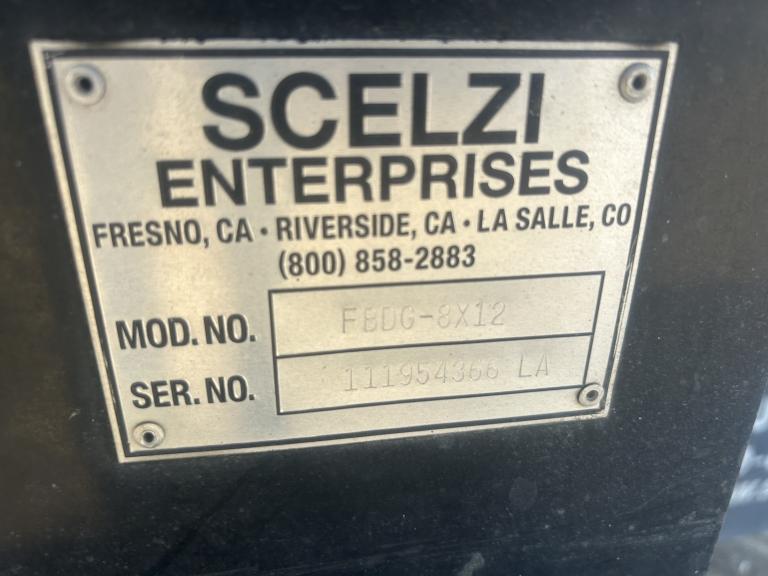 SCELZI
ENTERPRISES
FRESNO, CA • RIVERSIDE, CA • LA SALLE, CO
(800) 858-2883
MOD. NO. FBDG-8X12
SER. NO. 111954366 LA